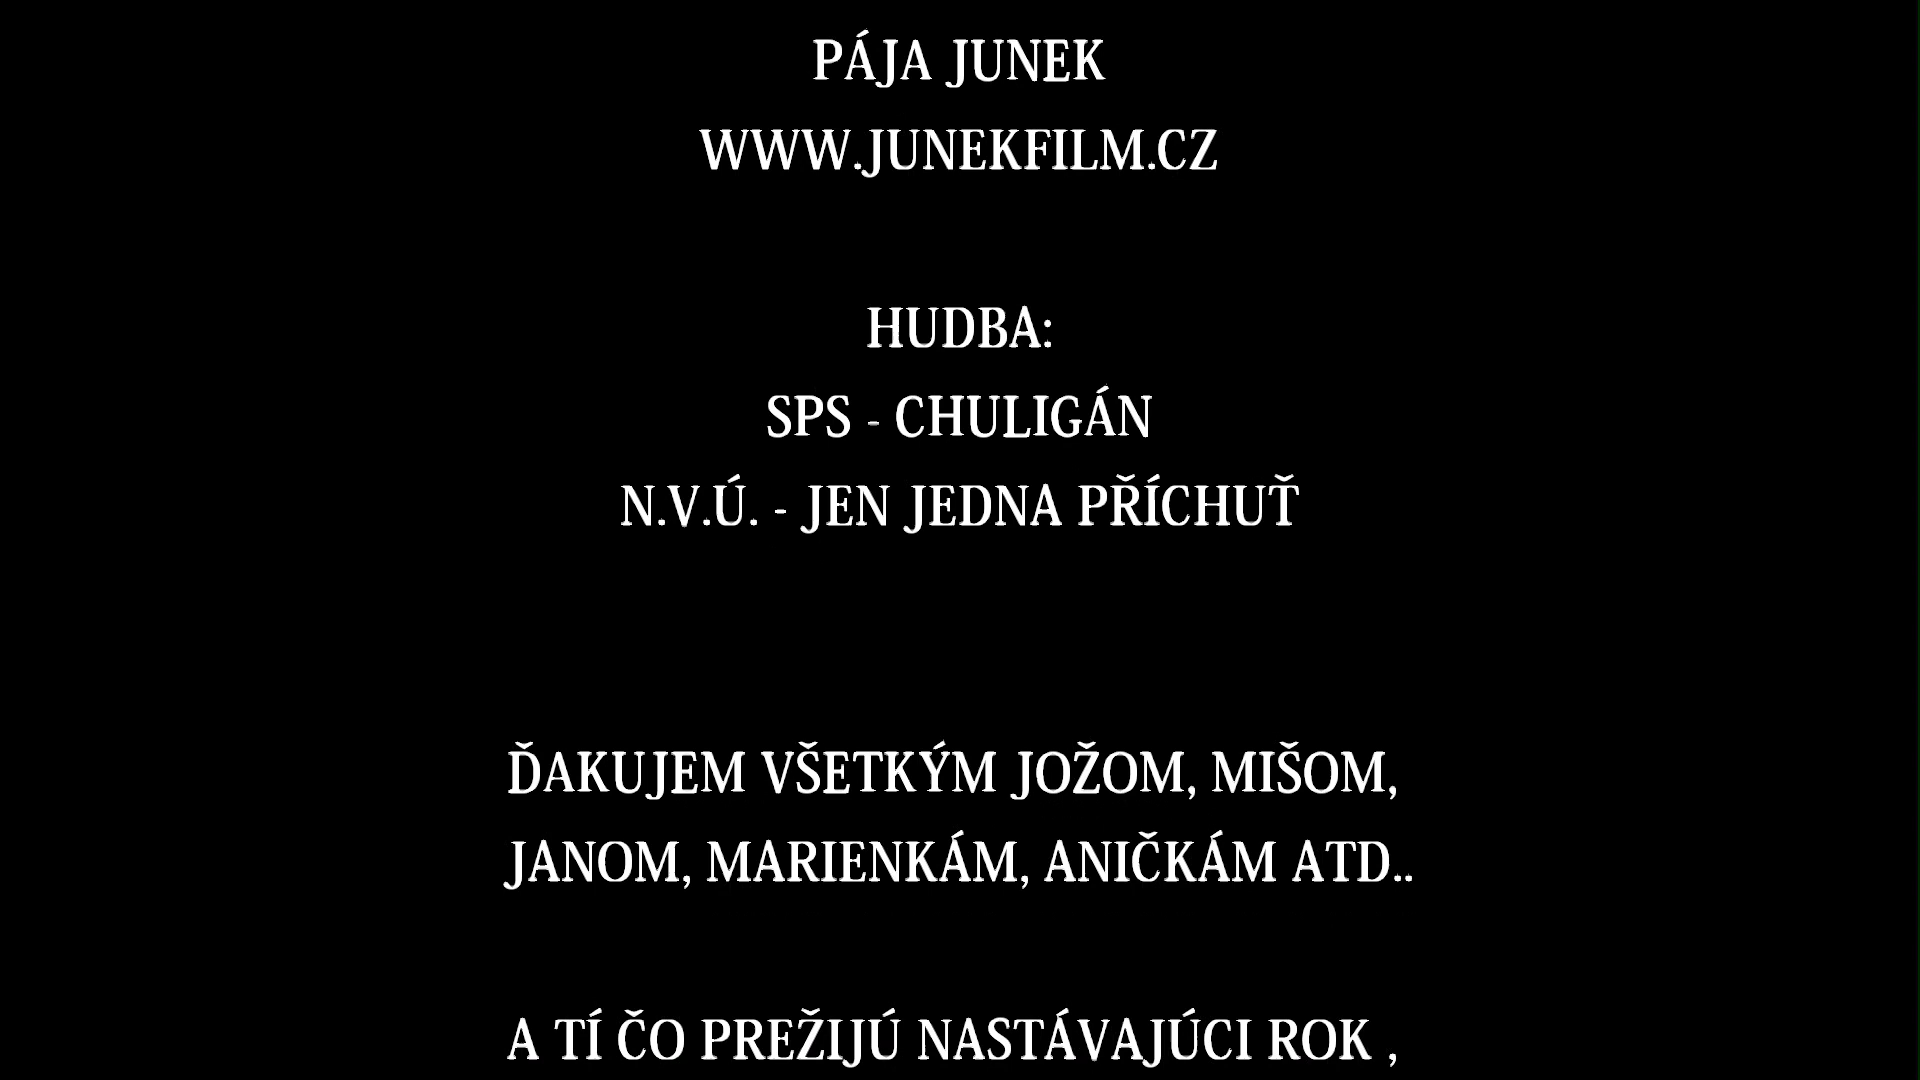 PÁJA JUNEK
WWW.JUNEKFILM.CZ
HUDBA:
SPS - CHULIGÁN
N.V.Ú. - JEN JEDNA PŘÍCHUŤ
ĎAKUJEM VŠETKÝM JOŽOM, MIŠOM,
JANOM, MARIENKÁM, ANIČKÁM ATD..
A TÍ ČO PREŽIJÚ NASTÁVAJÚCI ROK ,